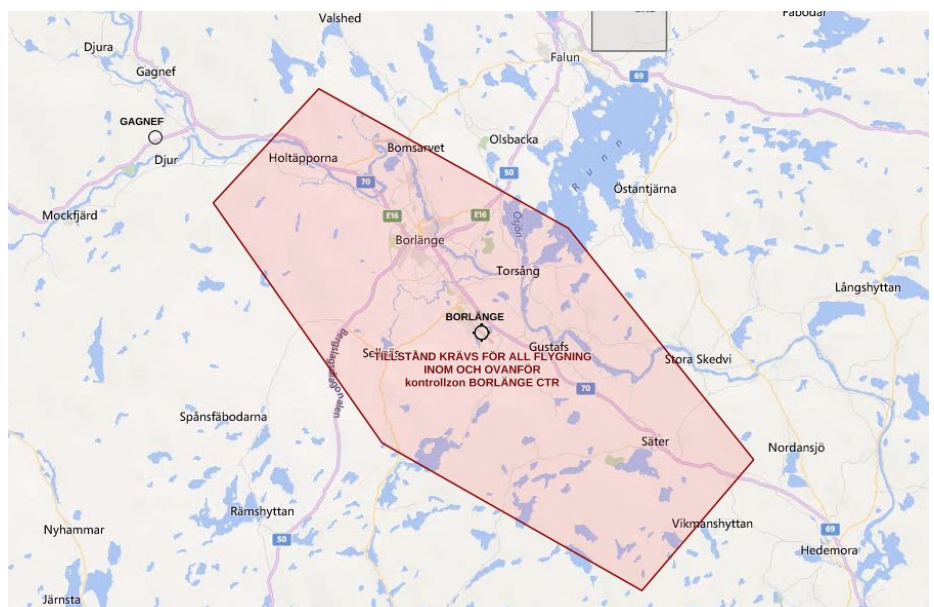 Valshed
Fäbodar
Djura
Falun
Gagnef
69
GAGNEF
Olsbacka
Bomsarvet
Djur
Holtäpporna
50
Runn
70
Östantjärna
Mockfjärd
E16
E16
Ösjön
Borlänge
Torsång
Långshyttan
BORLÄNGE
Gustafs
TILLSTÅND KRÄVS FÖR ALL FLYGNING
INOM OCH OVANFÖR
kontrollzon BORLÄNGE CTR
Stora Skedvi
70
Spånsfäbodarna
Säter
Nordansjö
Rämshyttan
Vikmanshyttan
Nyhammar
69
50
Hedemora
Järnsta